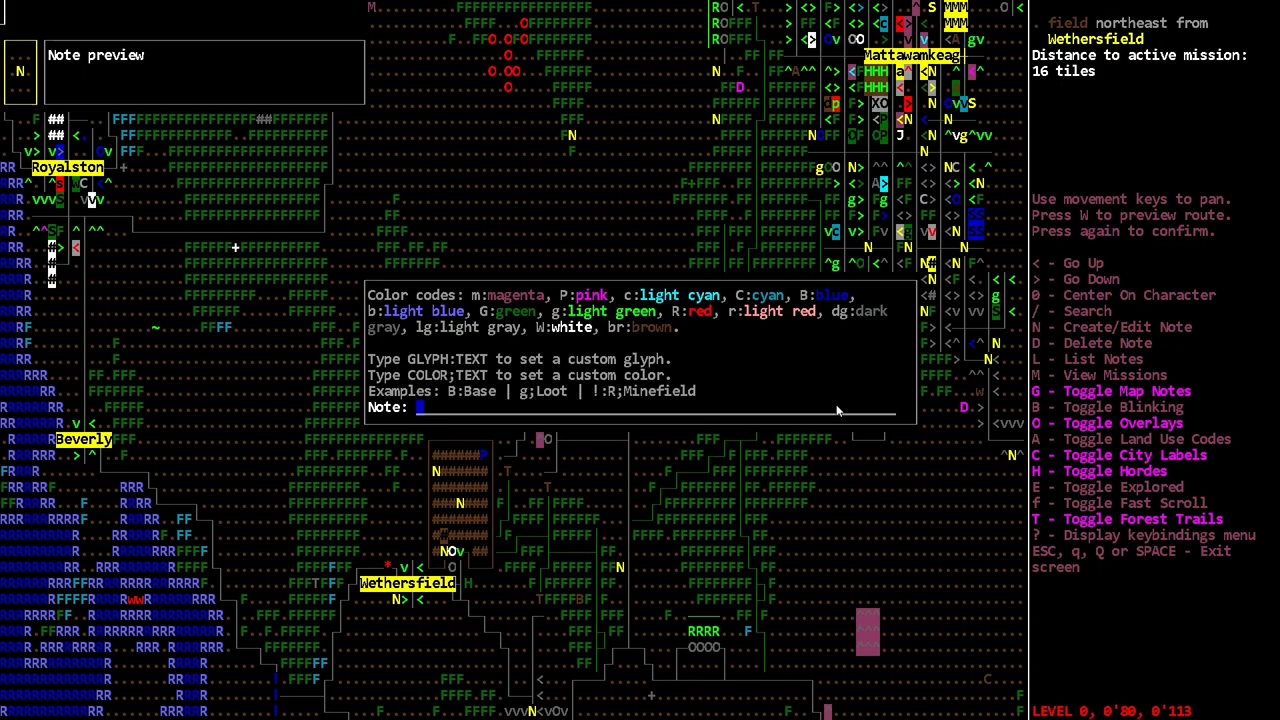 field northeast from
Wethersfield
Distance to active mission:
16 tiles
Note preview
N
Mattawamkeag
Royalston
Use movement keys to pan.
Press W to preview route.
Press again to confirm.
< - Go Up
> - Go Down
0 - Center On Character
/ - Search
N - Create/Edit Note
D - Delete Note
L - List Notes
M - View Missions
G - Toggle Map Notes
B - Toggle Blinking
O - Toggle Overlays
A - Toggle Land Use Codes
C - Toggle City Labels
H - Toggle Hordes
E - Toggle Explored
f - Toggle Fast Scroll
T - Toggle Forest Trails
? - Display keybindings menu
ESC, q, Q or SPACE - Exit
screen
Color codes: m:magenta, P:pink, c:light cyan, C:cyan, B:blue,
b:light blue, G:green, g:light green, R:red, r:light red, dg:dark
gray, lg:light gray, W:white, br:brown.
Type GLYPH:TEXT to set a custom glyph.
Type COLOR;TEXT to set a custom color.
Examples: B:Base | g;Loot | !:R;Minefield
Note:
Beverly
Wethersfield
LEVEL 0, 0'80, 0'113